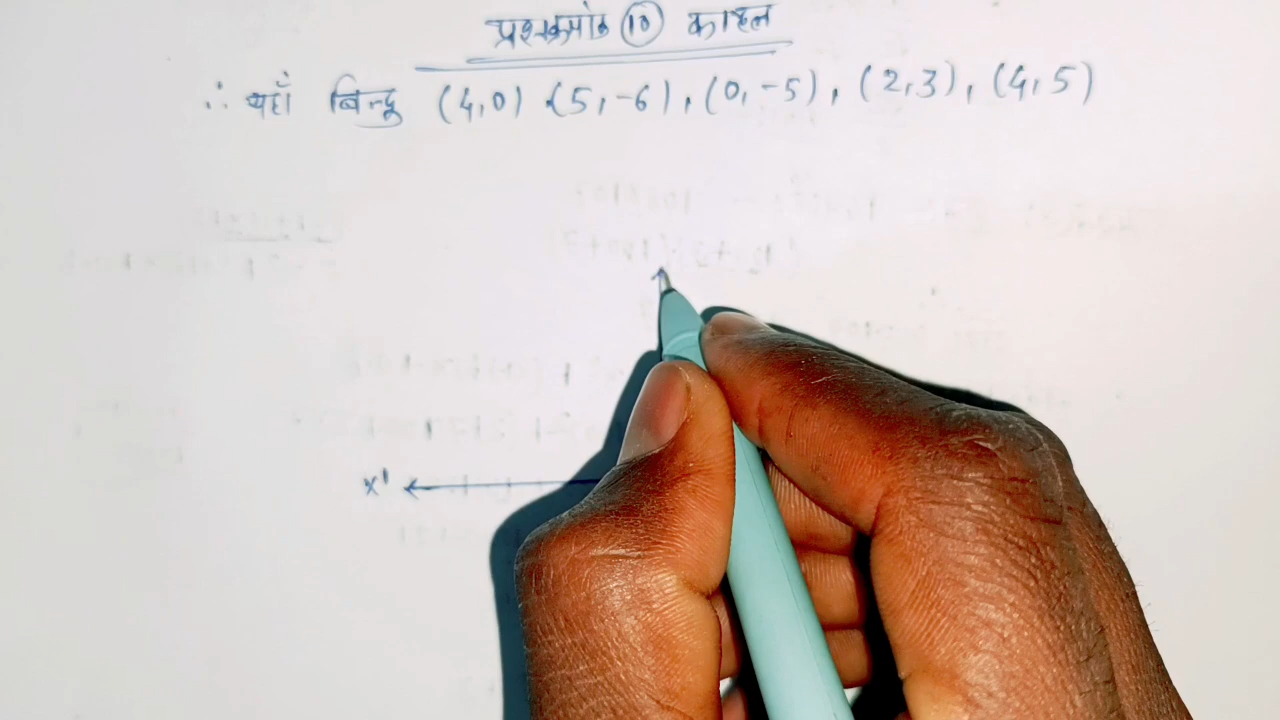 प्रश्नक्रमांक 10 का हल
∴ यहाँ बिन्दु (4,0) (5,-6), (0,-5), (2,3), (4,5)
x'